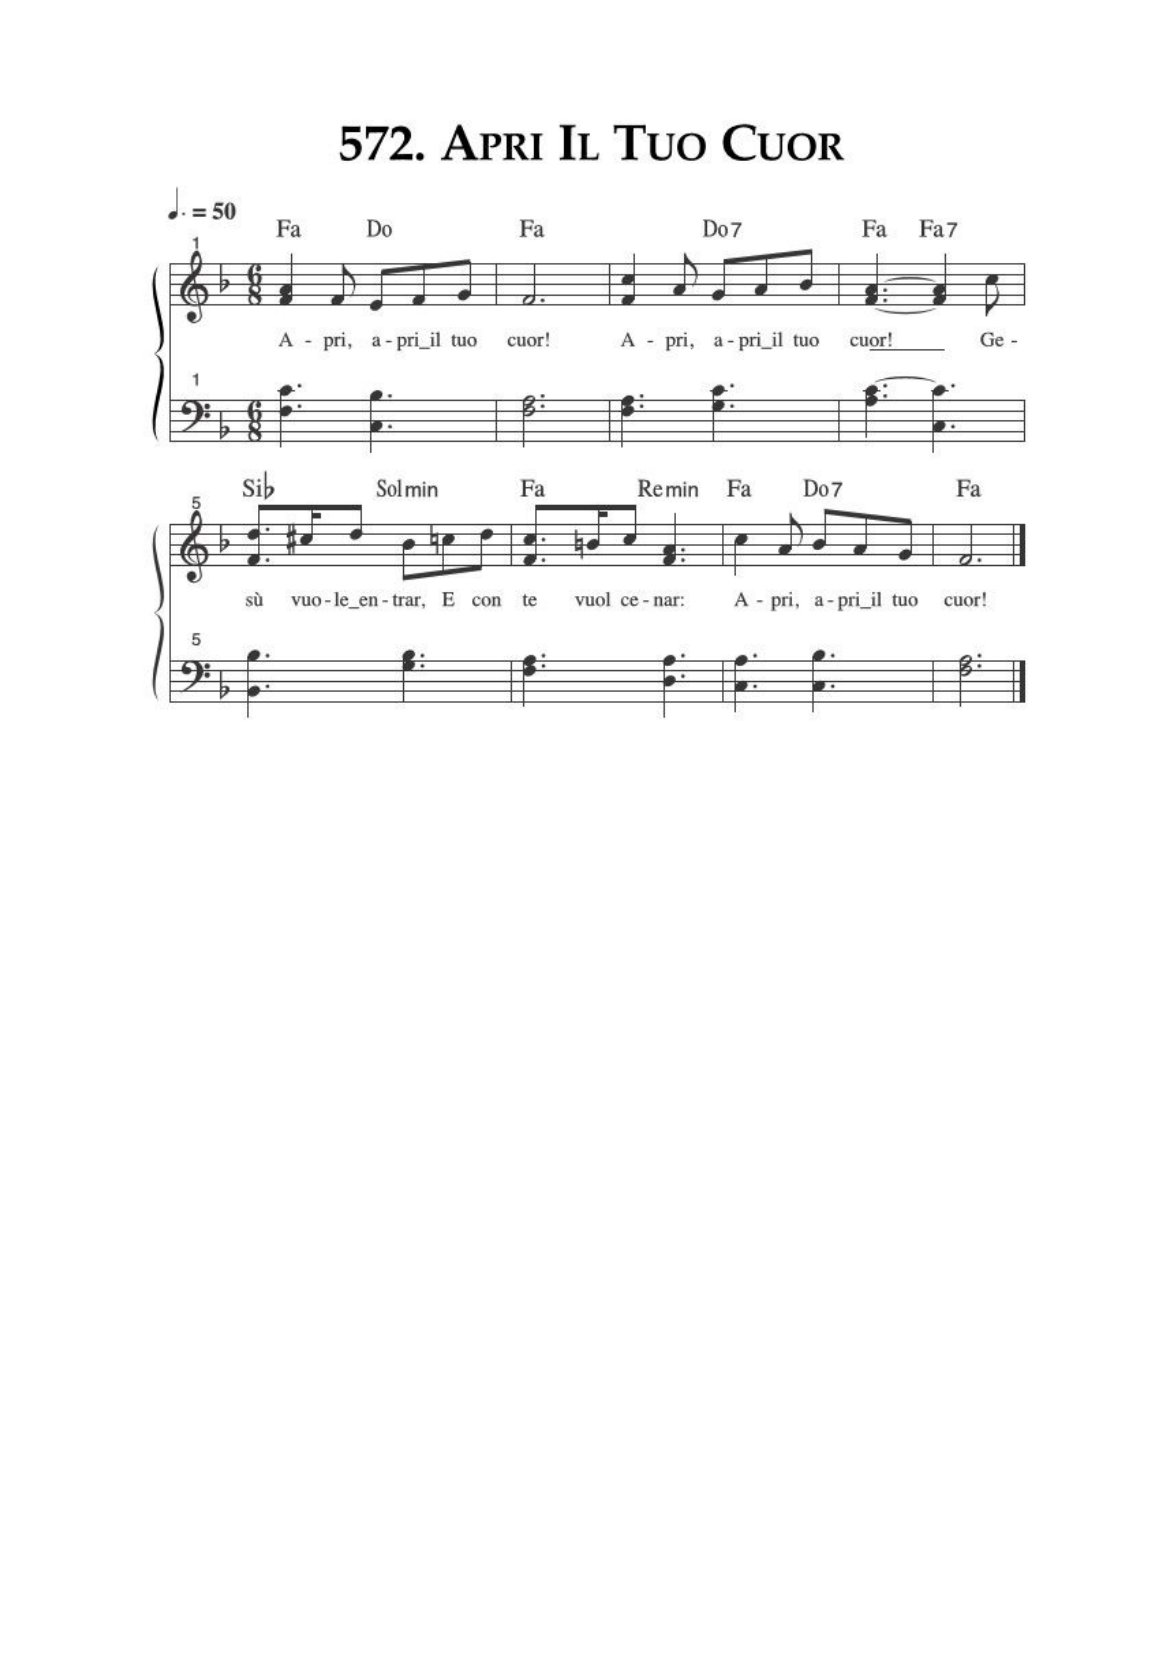 572. Apri Il Tuo Cuor
♩. = 50
Fa Do Fa Do7 Fa Fa7
1
6 8
A - pri, a - pri_il tuo cuor! A - pri, a - pri_il tuo cuor! Ge -
1
6 8
Si♭ Solmin Fa Remin Fa Do7 Fa
5
sù vuo - le_en - trar, E con te vuol ce - nar: A - pri, a - pri_il tuo cuor!
5